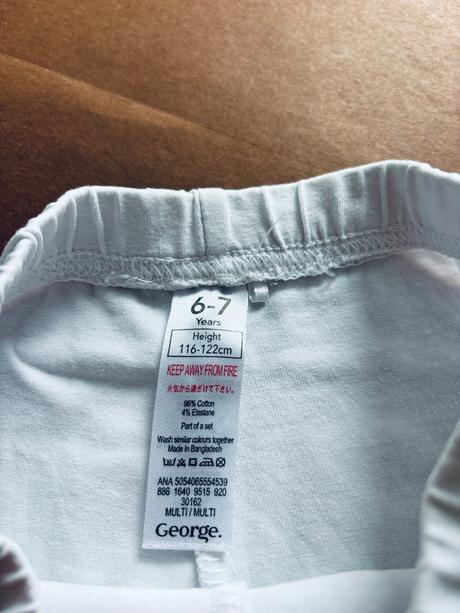 6-7
Years
Height
116-122cm
KEEP AWAY FROM FIRE
火気から遠ざけて下さい。
96% Cotton
4% Elastane
Part of a set
Wash similar colours together
Made in Bangladesh
ANA 5054065554539
886 1640 9515 920
30162
MULTI / MULTI
George.